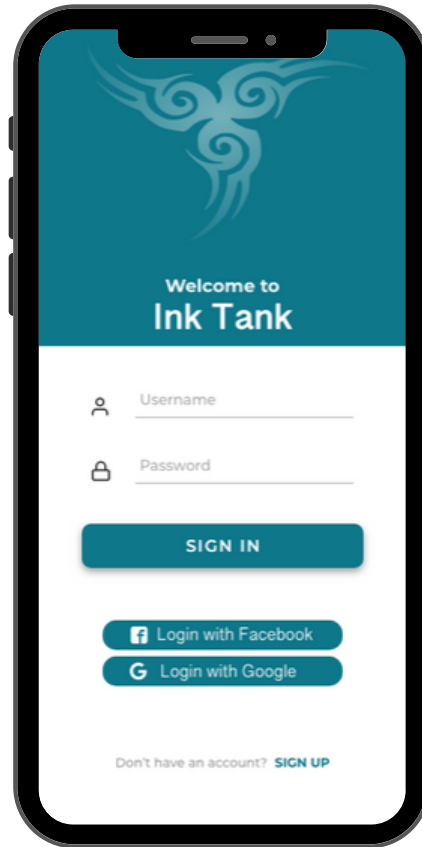 Welcome to
Ink Tank
Username
Password
SIGN IN
Login with Facebook
Login with Google
Don't have an account? SIGN UP